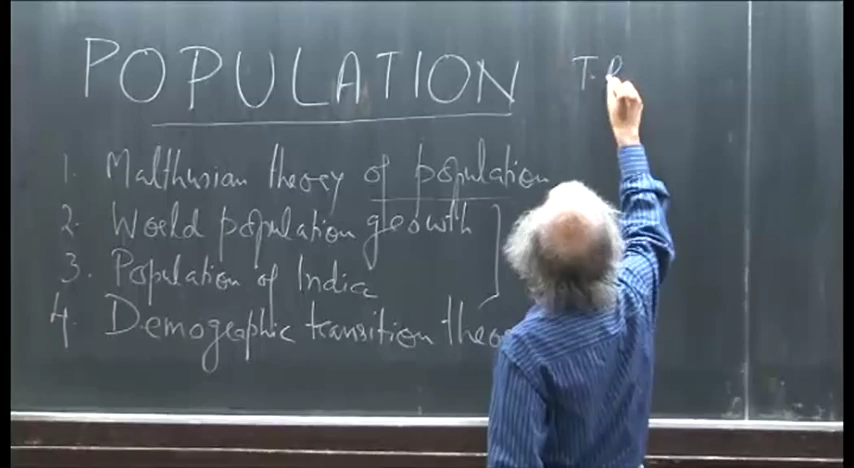 POPULATION
T. R
1. Malthusian theory of population
2. World population growth
3. Population of India
4. Demographic transition theo